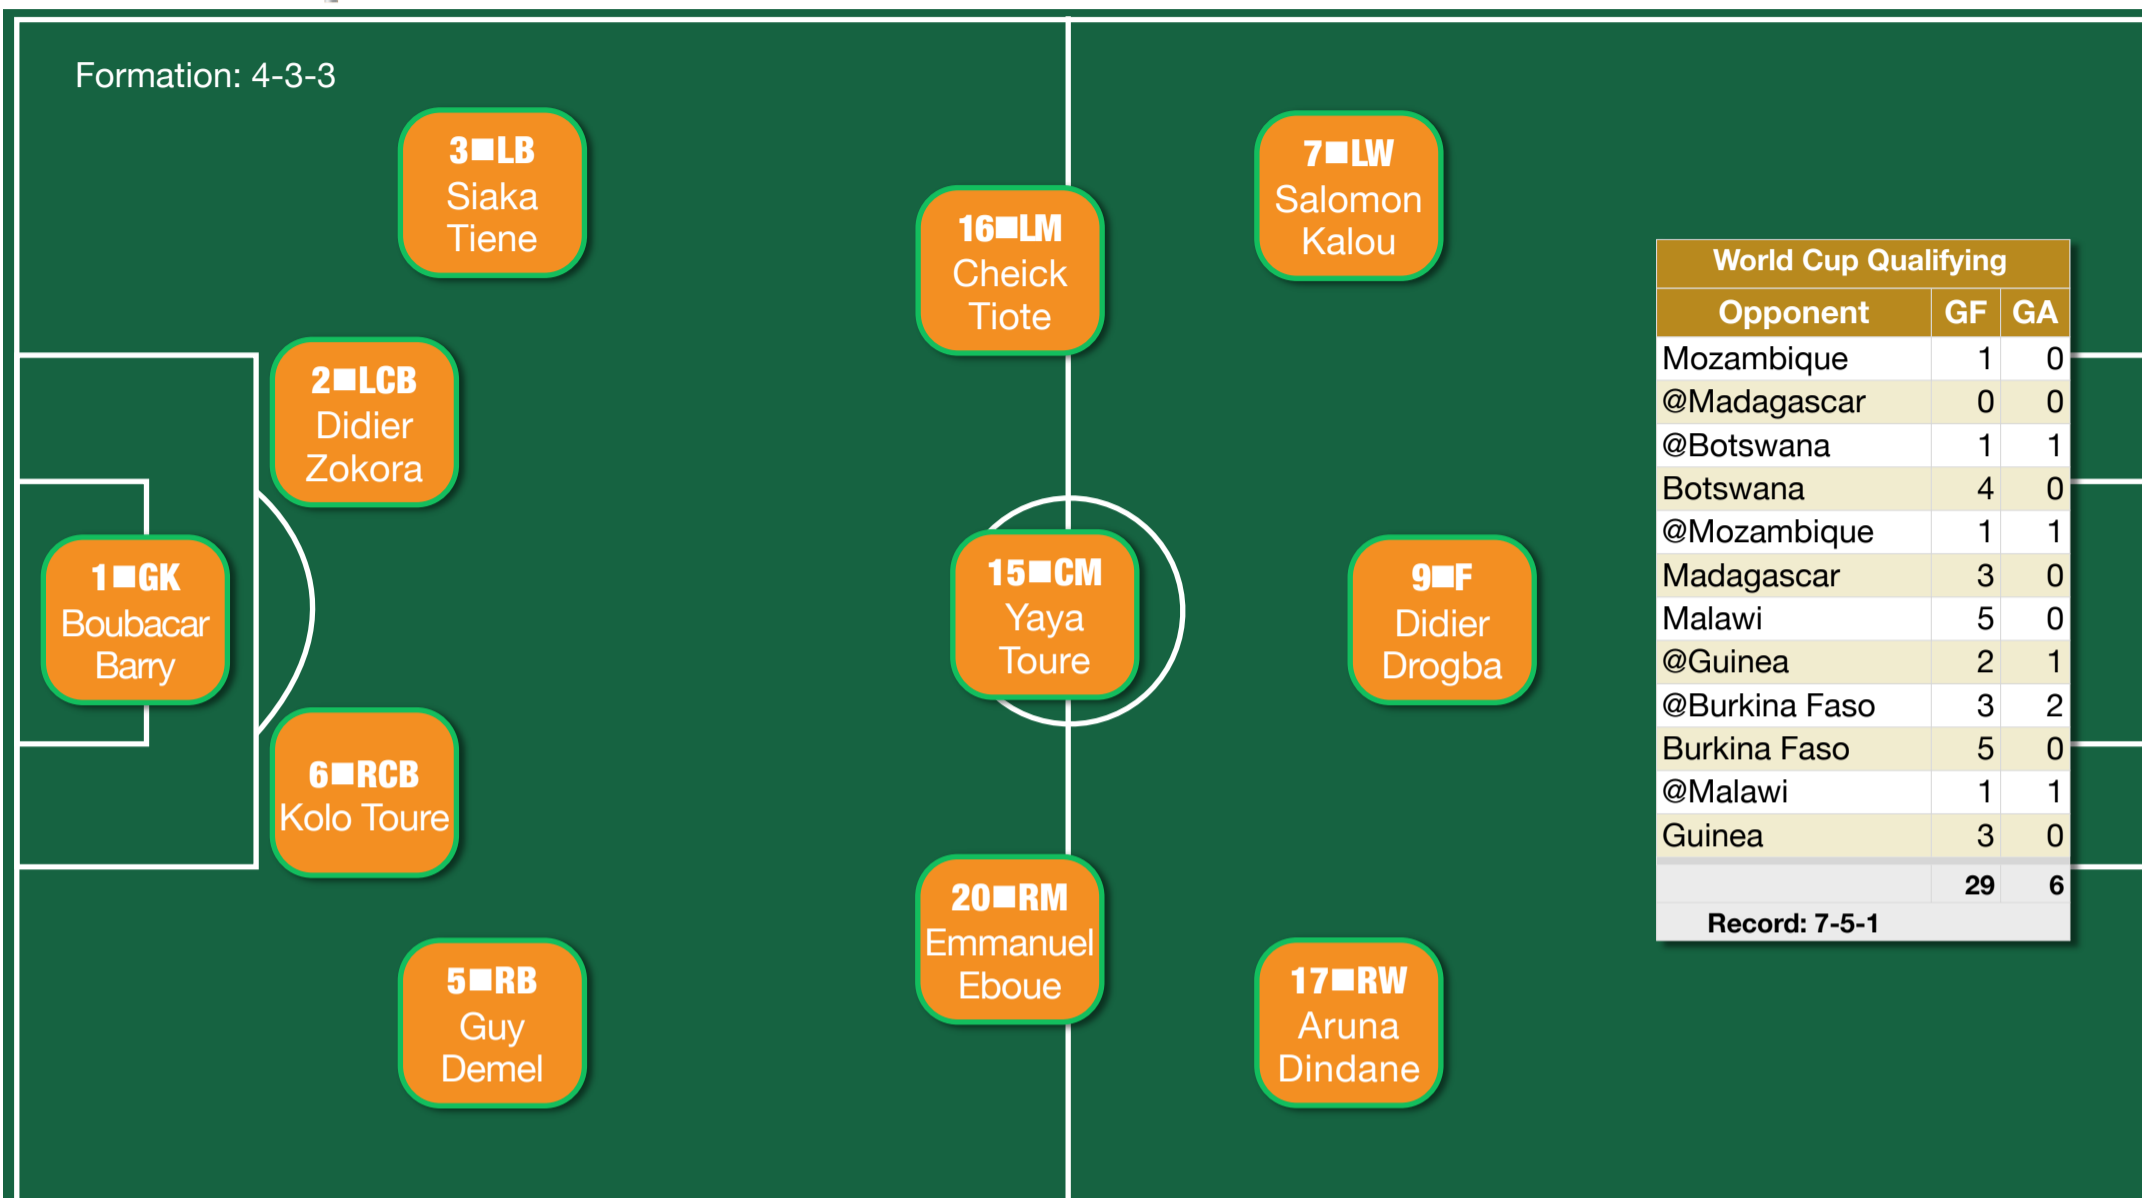 Formation: 4-3-3
3■LB
Siaka
Tiene
2■LCB
Didier
Zokora
1■GK
Boubacar
Barry
6■RCB
Kolo Toure
5■RB
Guy
Demel
16■LM
Cheick
Tiote
15■CM
Yaya
Toure
20■RM
Emmanuel
Eboue
7■LW
Salomon
Kalou
9■F
Didier
Drogba
17■RW
Aruna
Dindane
World Cup Qualifying
Opponent GF GA
Mozambique 1 0
@Madagascar 0 0
@Botswana 1 1
Botswana 4 0
@Mozambique 1 1
Madagascar 3 0
Malawi 5 0
@Guinea 2 1
@Burkina Faso 3 2
Burkina Faso 5 0
@Malawi 1 1
Guinea 3 0
29 6
Record: 7-5-1